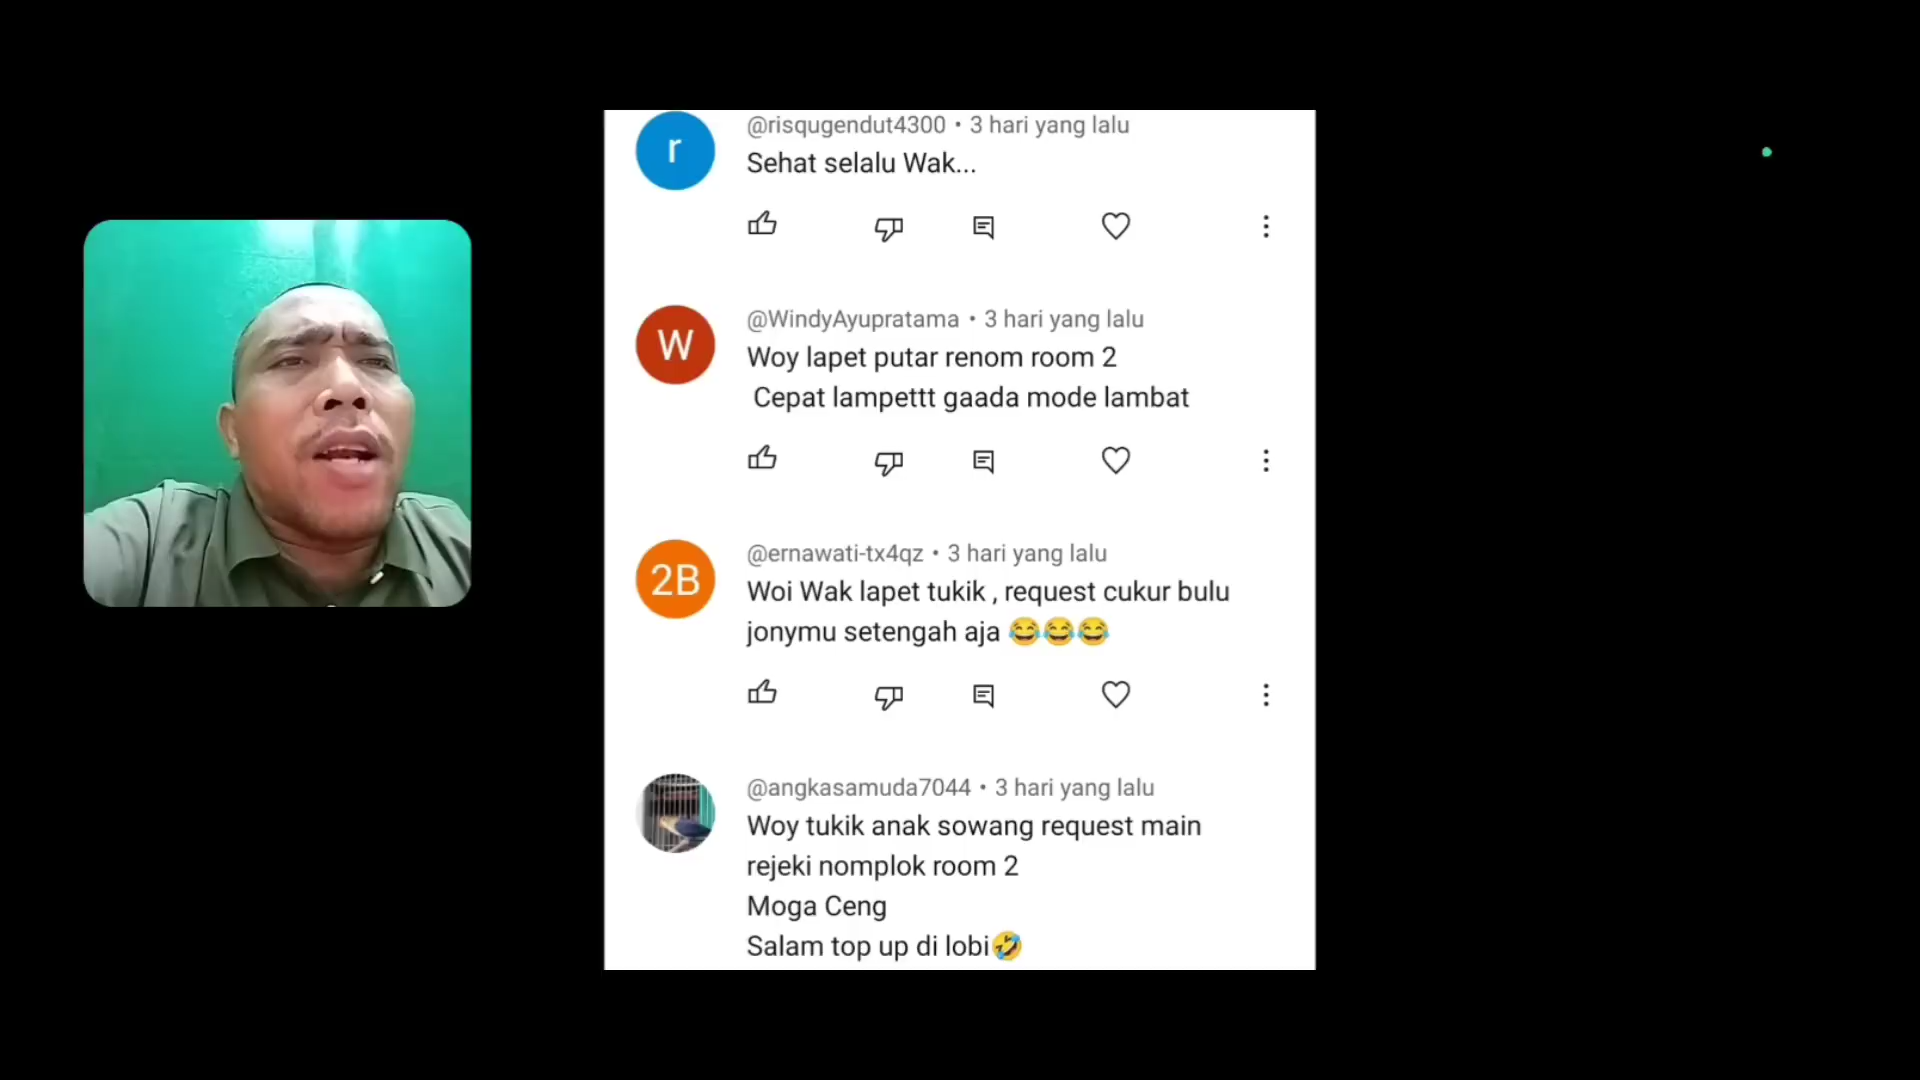 r
@risqugendut4300 • 3 hari yang lalu
Sehat selalu Wak...
W
@WindyAyupratama • 3 hari yang lalu
Woy lapet putar renom room 2
Cepat lampettt gaada mode lambat
2B
@ernawati-tx4qz • 3 hari yang lalu
Woi Wak lapet tukik , request cukur bulu
jonymu setengah aja 😂😂😂
@angkasamuda7044 • 3 hari yang lalu
Woy tukik anak sowang request main
rejeki nomplok room 2
Moga Ceng
Salam top up di lobi🤣